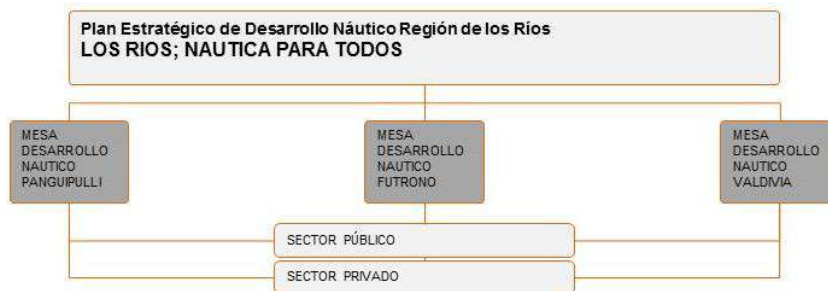 Plan Estratégico de Desarrollo Náutico Región de los Ríos
LOS RIOS; NAUTICA PARA TODOS
MESA
DESARROLLO
NAUTICO
PANGUIPULLI
MESA
DESARROLLO
NAUTICO
FUTRONO
MESA
DESARROLLO
NAUTICO
VALDIVIA
SECTOR PÚBLICO
SECTOR PRIVADO